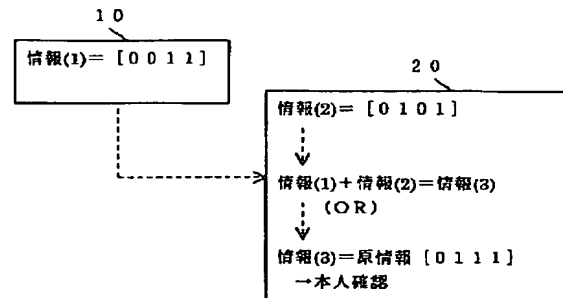 10
情報(1)=[0011]
20
情報(2)=[0101]
情報(1)+情報(2)=情報(3)
(OR)
情報(3)=原情報[0111]
→本人確認